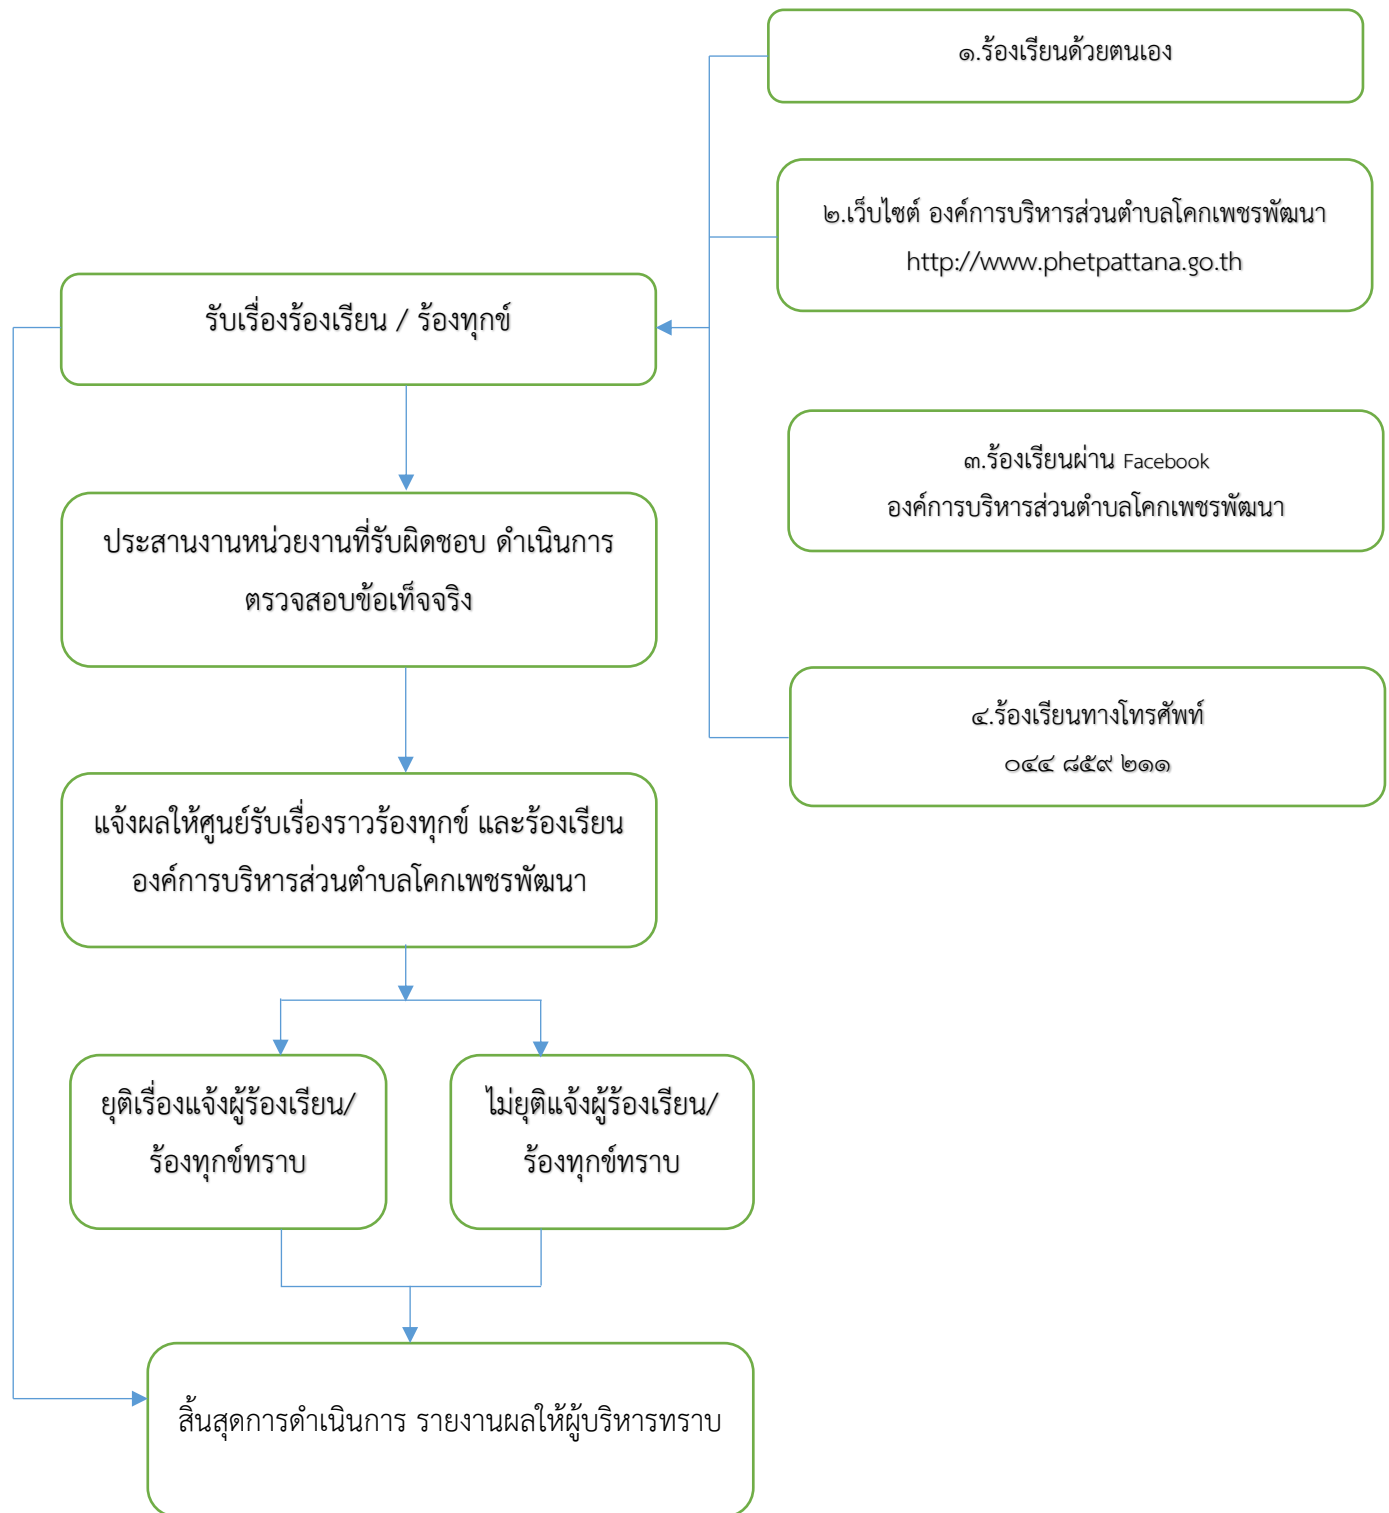 ๑.ร้องเรียนด้วยตนเอง
๒.เว็บไซต์ องค์การบริหารส่วนตำบลโคกเพชรพัฒนา
http://www.phetpattana.go.th
รับเรื่องร้องเรียน / ร้องทุกข์
๓.ร้องเรียนผ่าน Facebook
องค์การบริหารส่วนตำบลโคกเพชรพัฒนา
ประสานงานหน่วยงานที่รับผิดชอบ ดำเนินการ
ตรวจสอบข้อเท็จจริง
๔.ร้องเรียนทางโทรศัพท์
๐๔๔ ๘๕๙ ๒๑๑
แจ้งผลให้ศูนย์รับเรื่องราวร้องทุกข์ และร้องเรียน
องค์การบริหารส่วนตำบลโคกเพชรพัฒนา
ยุติเรื่องแจ้งผู้ร้องเรียน/
ร้องทุกข์ทราบ
ไม่ยุติแจ้งผู้ร้องเรียน/
ร้องทุกข์ทราบ
สิ้นสุดการดำเนินการ รายงานผลให้ผู้บริหารทราบ